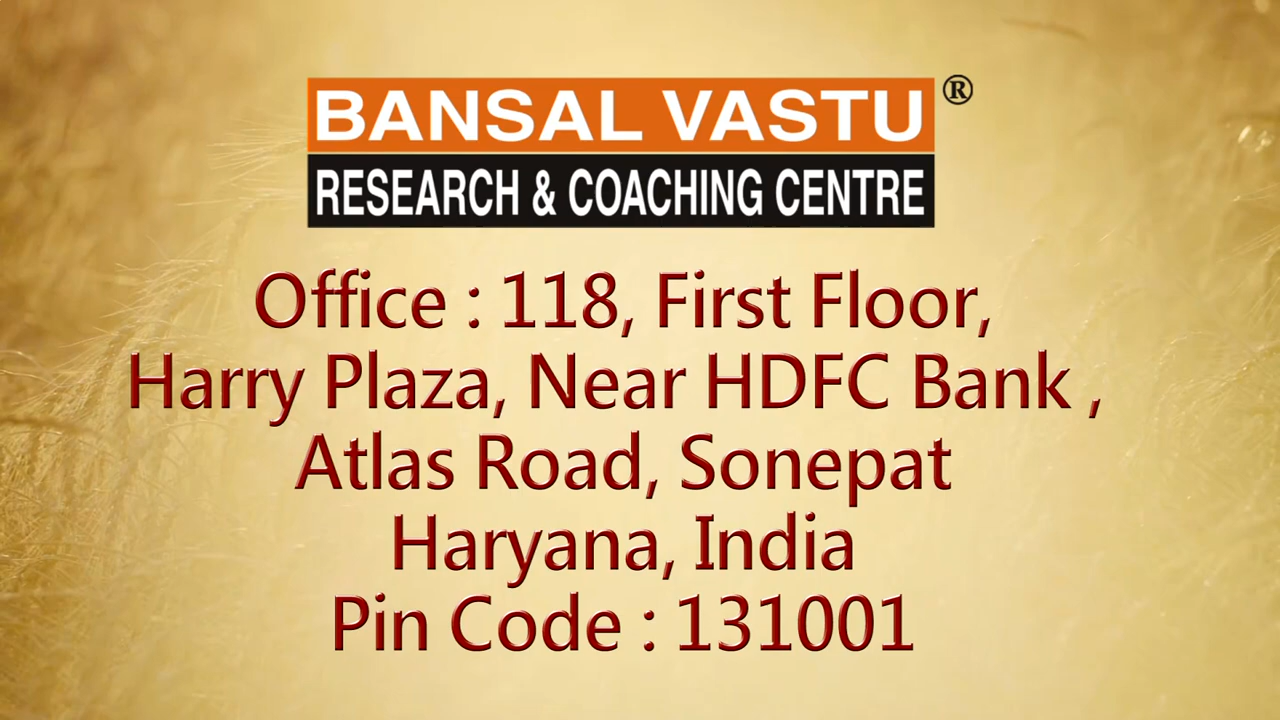 BANSAL VASTU ®
RESEARCH & COACHING CENTRE
Office : 118, First Floor,
Harry Plaza, Near HDFC Bank ,
Atlas Road, Sonepat
Haryana, India
Pin Code : 131001